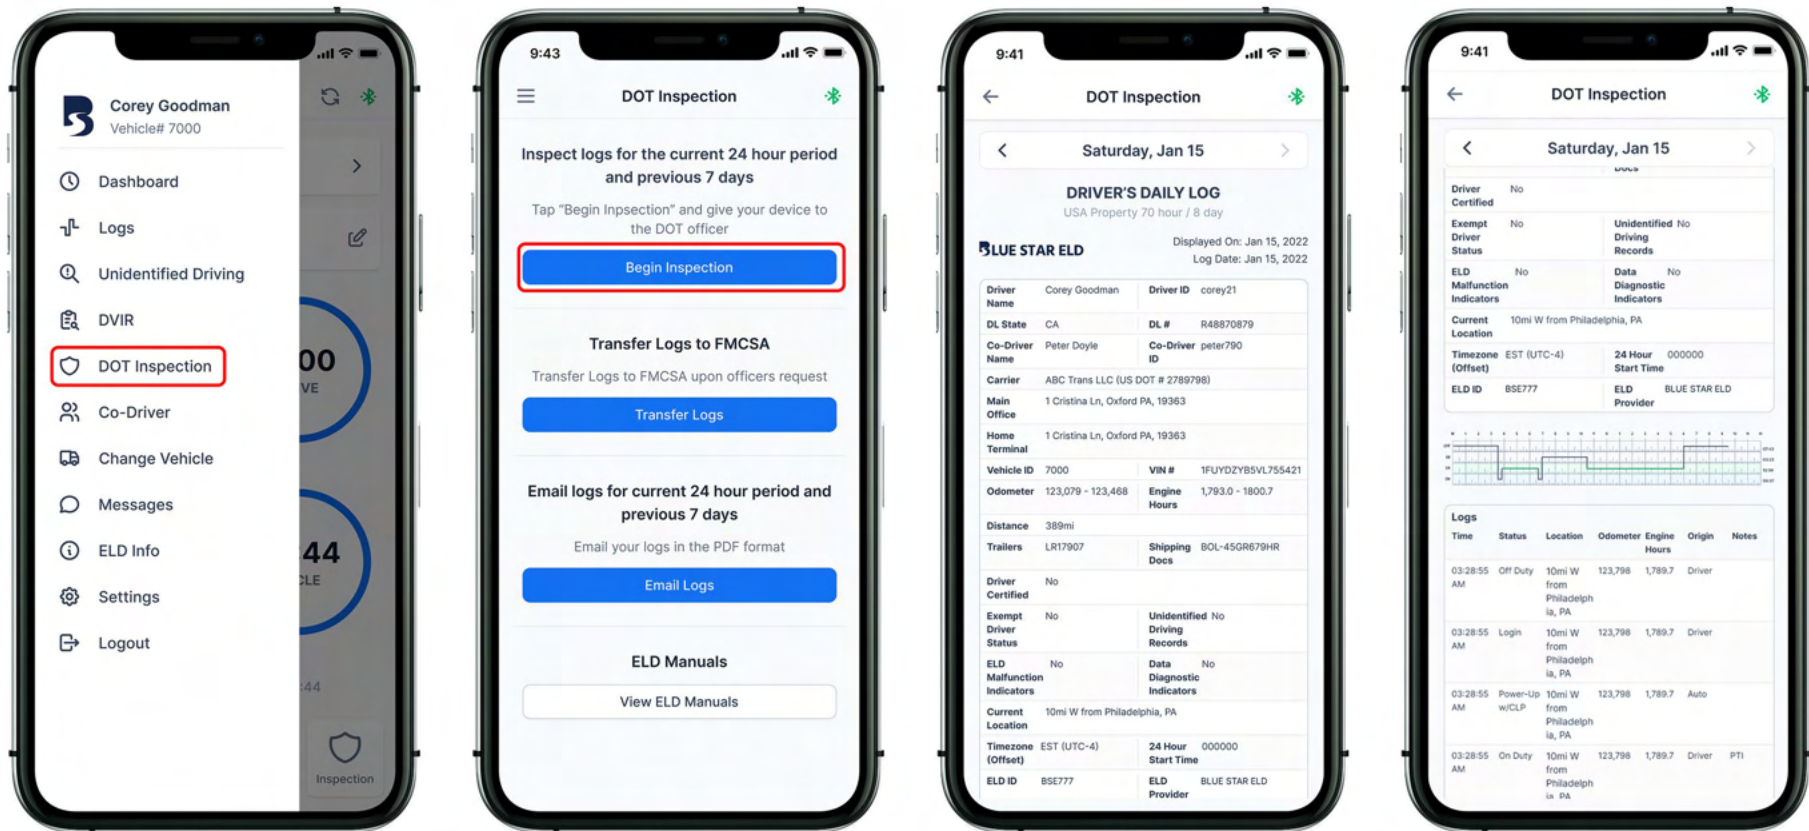 Corey Goodman
Vehicle# 7000
Dashboard
Logs
Unidentified Driving
DVIR
DOT Inspection
Co-Driver
Change Vehicle
Messages
ELD Info
Settings
Logout
00
VE
44
CLE
:44
Inspection
9:43
DOT Inspection
Inspect logs for the current 24 hour period
and previous 7 days
Tap “Begin Inpsection” and give your device to
the DOT officer
Begin Inspection
Transfer Logs to FMCSA
Transfer Logs to FMCSA upon officers request
Transfer Logs
Email logs for current 24 hour period and
previous 7 days
Email your logs in the PDF format
Email Logs
ELD Manuals
View ELD Manuals
9:41
DOT Inspection
Saturday, Jan 15
DRIVER'S DAILY LOG
USA Property 70 hour / 8 day
BLUE STAR ELD
Displayed On: Jan 15, 2022
Log Date: Jan 15, 2022
Driver Name Corey Goodman Driver ID corey21
DL State CA DL # R48870879
Co-Driver Name Peter Doyle Co-Driver ID peter790
Carrier ABC Trans LLC (US DOT # 2789798)
Main Office 1 Cristina Ln, Oxford PA, 19363
Home Terminal 1 Cristina Ln, Oxford PA, 19363
Vehicle ID 7000 VIN # 1FUYDZYB5VL755421
Odometer 123,079 - 123,468 Engine Hours 1,793.0 - 1800.7
Distance 389mi
Trailers LR17907 Shipping Docs BOL-45GR679HR
Driver Certified No
Exempt Driver Status No Unidentified Driving Records No
ELD Malfunction Indicators No Data Diagnostic Indicators No
Current Location 10mi W from Philadelphia, PA
Timezone (Offset) EST (UTC-4) 24 Hour Start Time 000000
ELD ID BSE777 ELD Provider BLUE STAR ELD
9:41
DOT Inspection
Saturday, Jan 15
Docs
Driver Certified No
Exempt Driver Status No Unidentified Driving Records No
ELD Malfunction Indicators No Data Diagnostic Indicators No
Current Location 10mi W from Philadelphia, PA
Timezone (Offset) EST (UTC-4) 24 Hour Start Time 000000
ELD ID BSE777 ELD Provider BLUE STAR ELD
Logs
Time Status Location Odometer Engine Hours Origin Notes
03:28:55 AM Off Duty 10mi W from Philadelphia, PA 123,798 1,789.7 Driver
03:28:55 AM Login 10mi W from Philadelphia, PA 123,798 1,789.7 Driver
03:28:55 AM Power-Up w/CLP 10mi W from Philadelphia, PA 123,798 1,789.7 Auto
03:28:55 AM On Duty 10mi W from Philadelphia, PA 123,798 1,789.7 Driver PTI